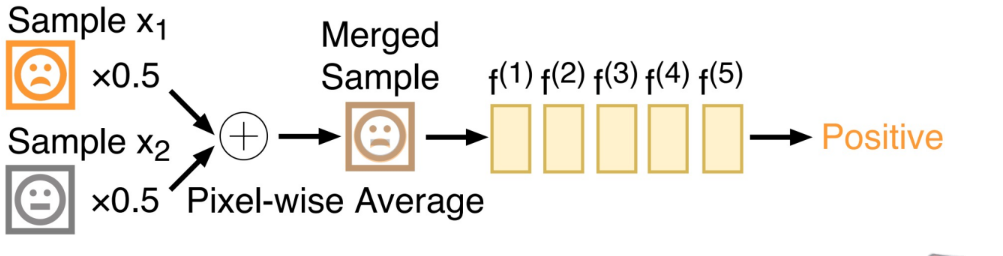 Sample x1
×0.5
Sample x2
×0.5
Pixel-wise Average
Merged
Sample
f(1) f(2) f(3) f(4) f(5)
Positive